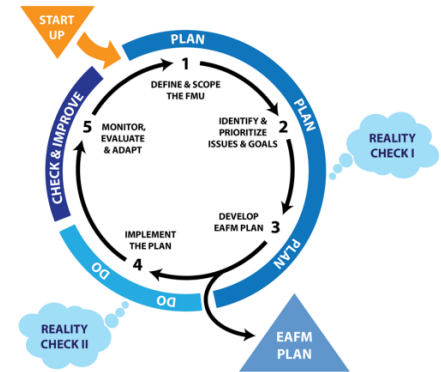 START
UP
PLAN
1
DEFINE & SCOPE
THE FMU
PLAN
IDENTIFY &
PRIORITIZE
ISSUES & GOALS
2
REALITY
CHECK I
DEVELOP
EAFM PLAN
3
PLAN
IMPLEMENT
THE PLAN
4
DO
DO
REALITY
CHECK II
EAFM
PLAN
5
MONITOR,
EVALUATE
& ADAPT
CHECK & IMPROVE